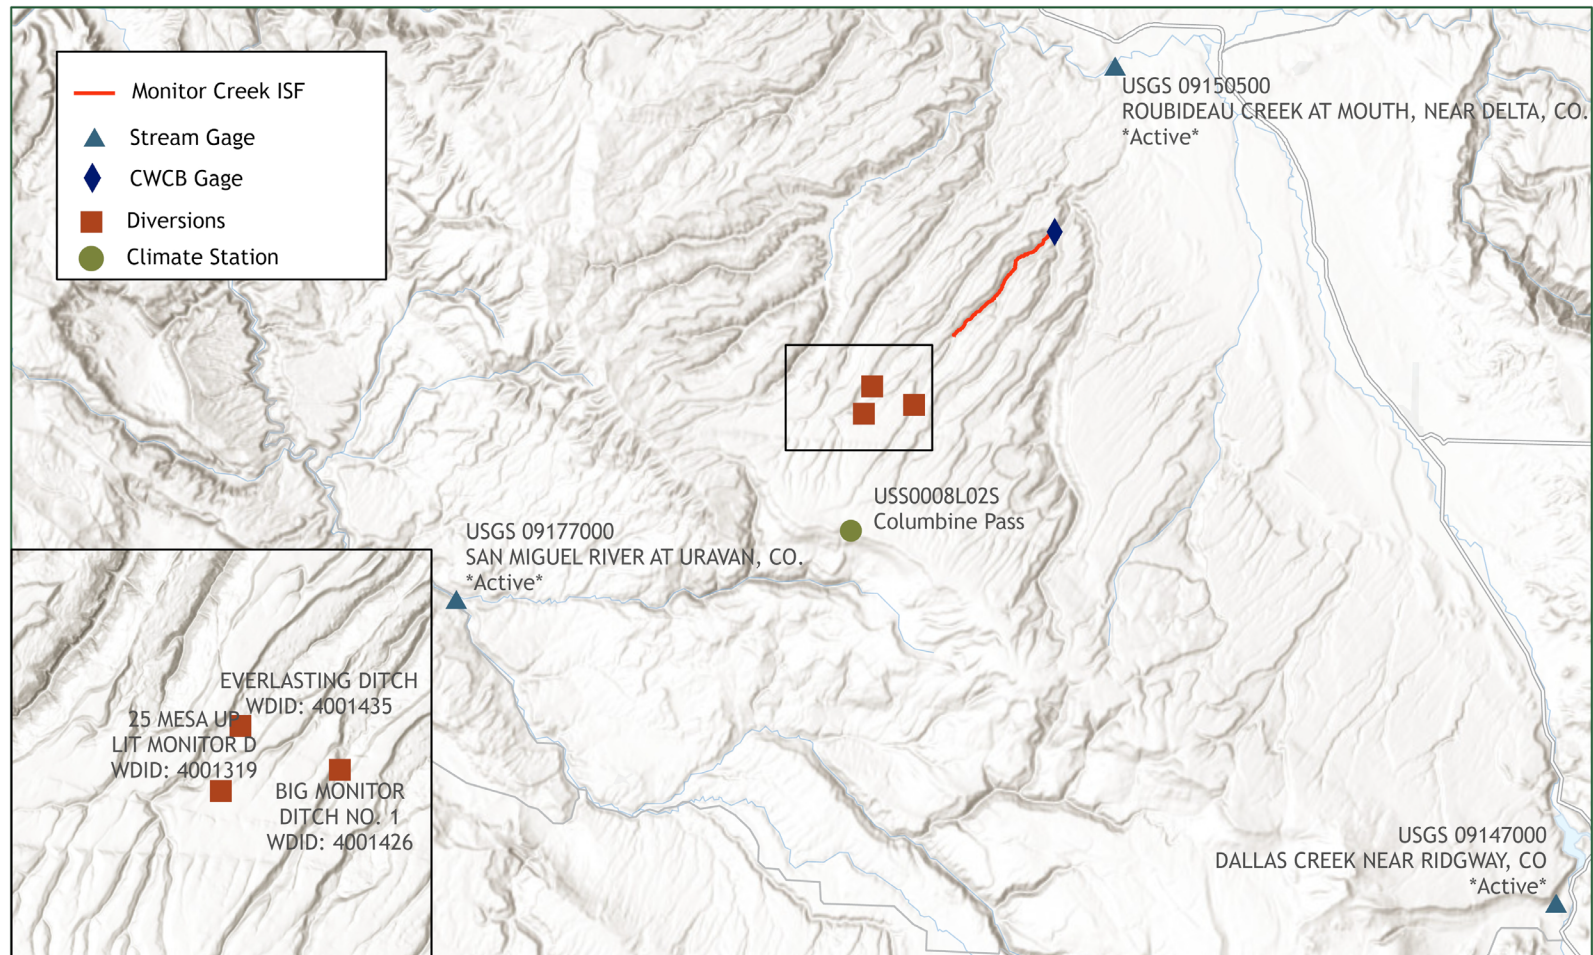 Monitor Creek ISF
Stream Gage
CWCB Gage
Diversions
Climate Station
USGS 09150500
ROUBIDEAU CREEK AT MOUTH, NEAR DELTA, CO.
*Active*
USS0008L02S
Columbine Pass
USGS 09177000
SAN MIGUEL RIVER AT URAVAN, CO.
*Active*
EVERLASTING DITCH
WDID: 4001435
25 MESA UP
LIT MONITOR D
WDID: 4001319
BIG MONITOR
DITCH NO. 1
WDID: 4001426
USGS 09147000
DALLAS CREEK NEAR RIDGWAY, CO
*Active*